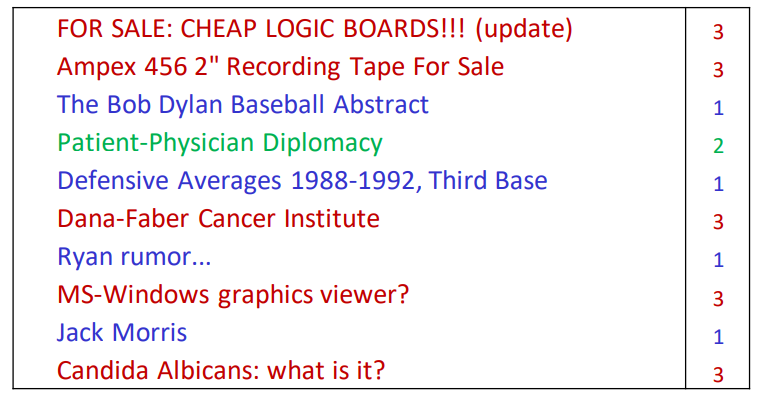 FOR SALE: CHEAP LOGIC BOARDS!!! (update) 3
Ampex 456 2" Recording Tape For Sale 3
The Bob Dylan Baseball Abstract 1
Patient-Physician Diplomacy 2
Defensive Averages 1988-1992, Third Base 1
Dana-Faber Cancer Institute 3
Ryan rumor... 1
MS-Windows graphics viewer? 3
Jack Morris 1
Candida Albicans: what is it? 3